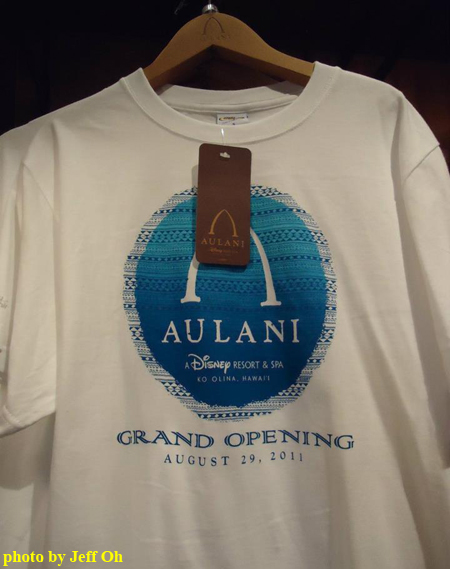 AULANI
AULANI
A Disney RESORT & SPA
KO OLINA, HAWAI'I
GRAND OPENING
AUGUST 29, 2011
photo by Jeff Oh